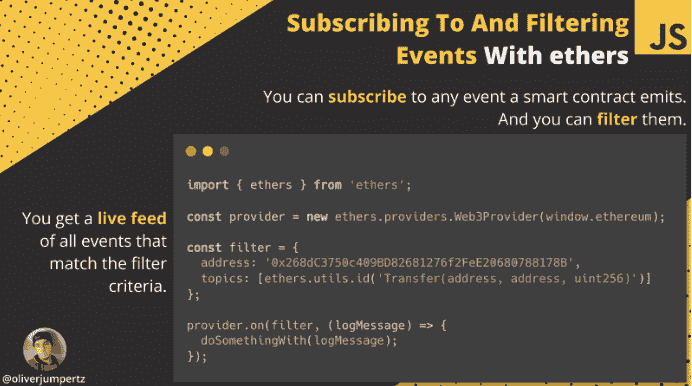 Subscribing To And Filtering
Events With ethers
JS
You can subscribe to any event a smart contract emits.
And you can filter them.
You get a live feed
of all events that
match the filter
criteria.
import { ethers } from 'ethers';
const provider = new ethers.providers.Web3Provider(window.ethereum);
const filter = {
address: '0x268dC3750c409BD82681276f2FeE20680788178B',
topics: [ethers.utils.id('Transfer(address, address, uint256)')]
};
provider.on(filter, (logMessage) => {
doSomethingWith(logMessage);
});
@oliverjumpertz